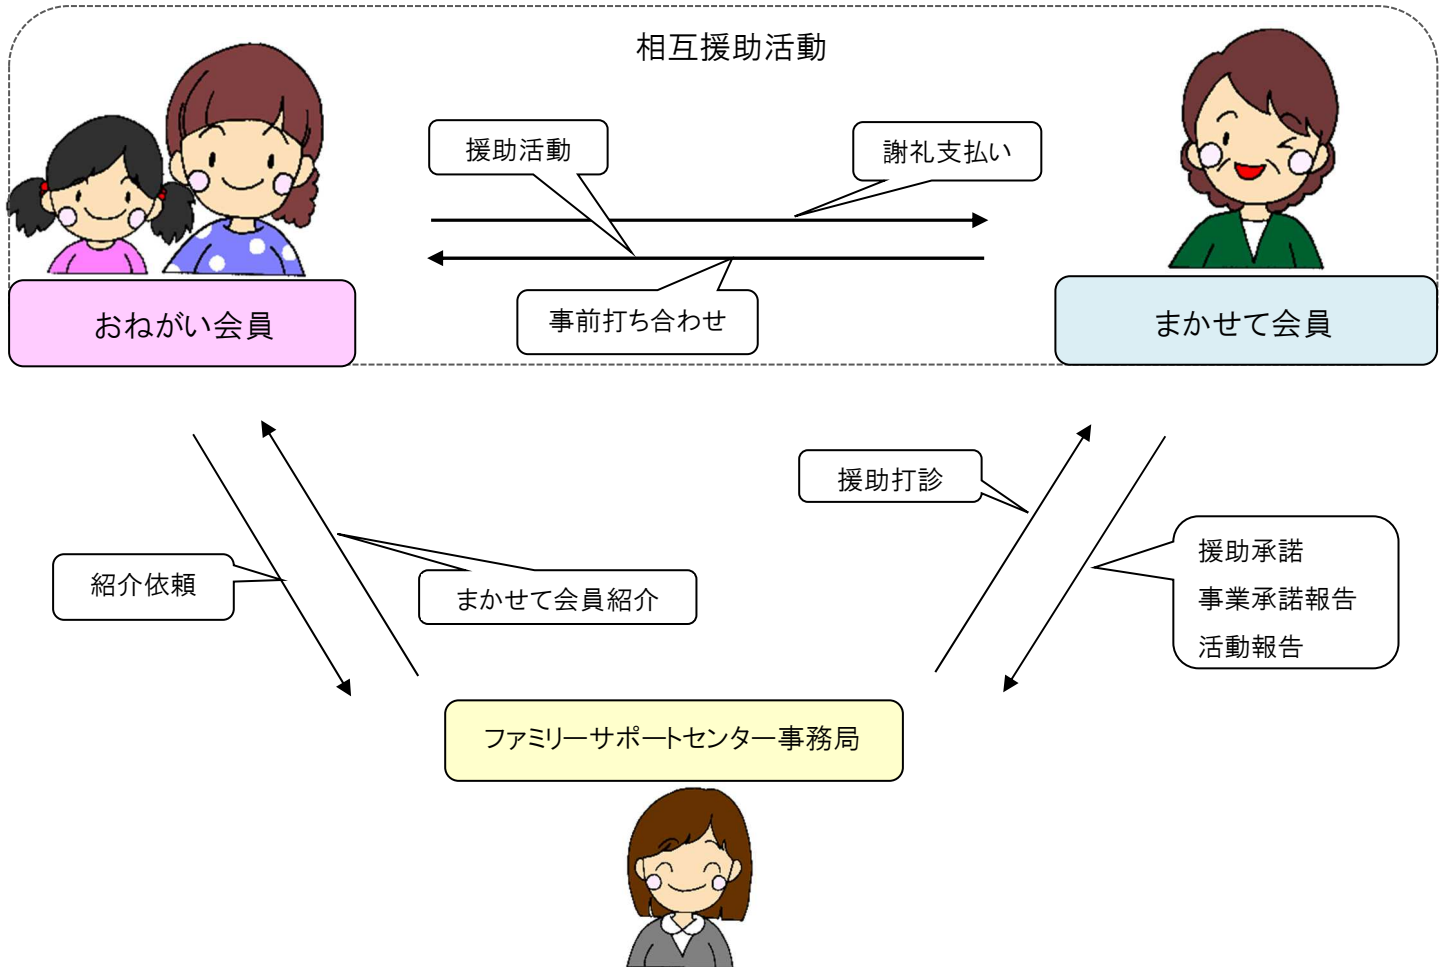 相互援助活動
援助活動
謝礼支払い
事前打ち合わせ
おねがい会員
まかせて会員
援助打診
紹介依頼
まかせて会員紹介
援助承諾
事業承諾報告
活動報告
ファミリーサポートセンター事務局